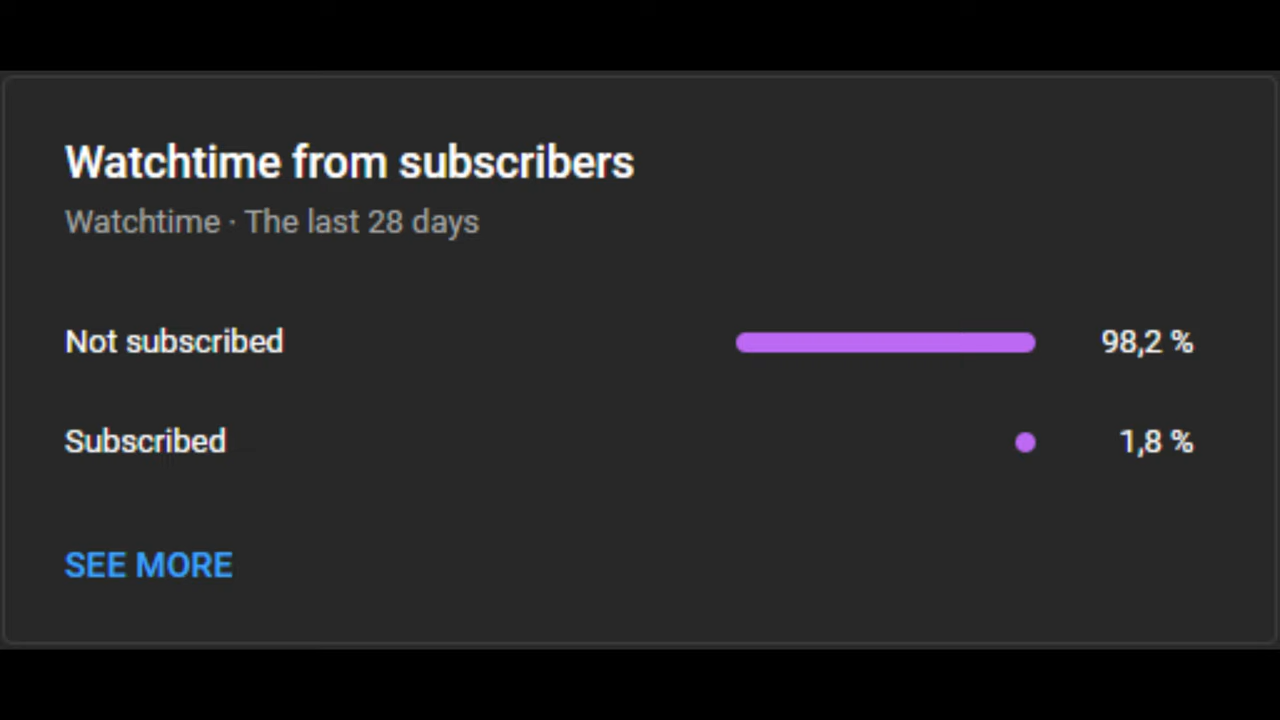 Watchtime from subscribers
Watchtime · The last 28 days
Not subscribed 98,2 %
Subscribed 1,8 %
SEE MORE